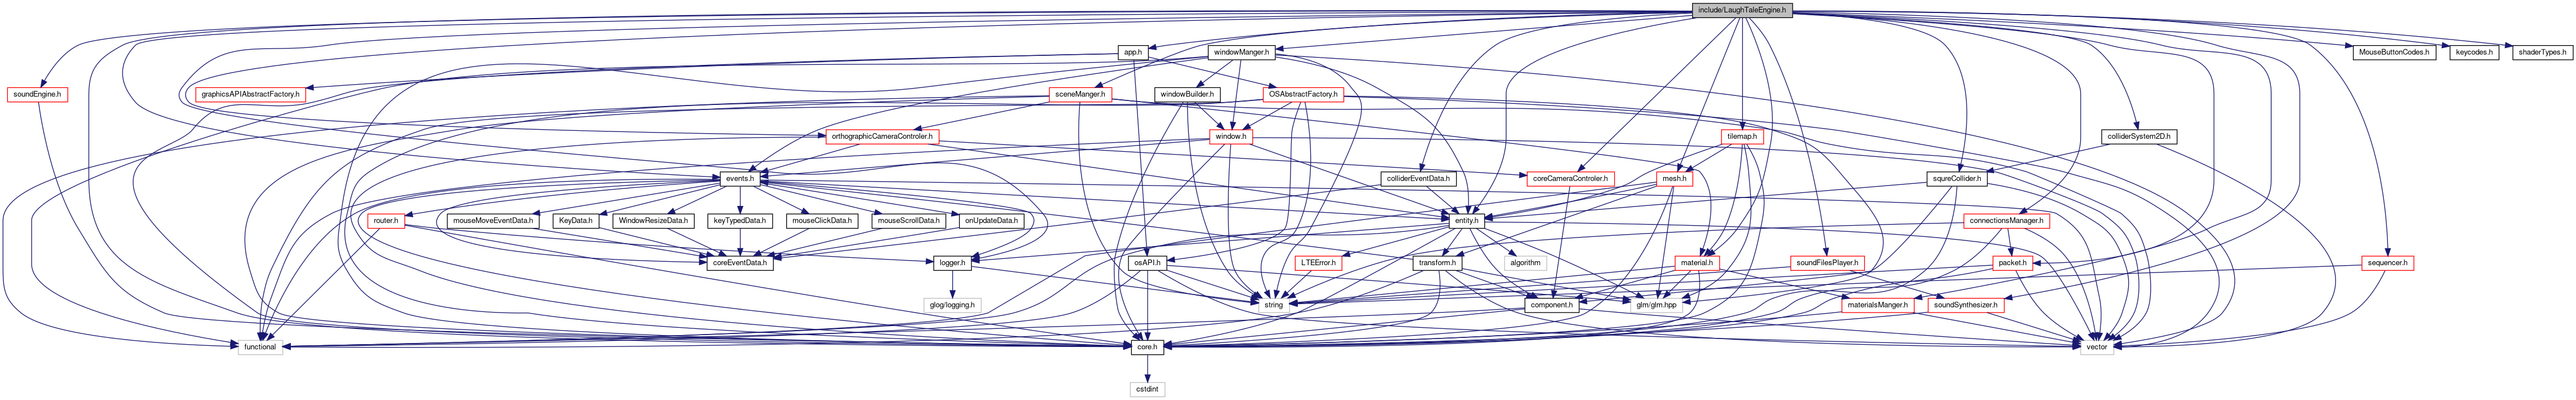 include/LaughTaleEngine.h
app.h
windowManger.h
MouseButtonCodes.h
keycodes.h
shaderTypes.h
soundEngine.h
graphicsAPIAbstractFactory.h
sceneManger.h
windowBuilder.h
OSAbstractFactory.h
orthographicCameraControler.h
window.h
tilemap.h
colliderSystem2D.h
events.h
colliderEventData.h
coreCameraControler.h
mesh.h
squreCollider.h
router.h
mouseMoveEventData.h
KeyData.h
WindowResizeData.h
keyTypedData.h
mouseClickData.h
mouseScrollData.h
onUpdateData.h
entity.h
connectionsManager.h
coreEventData.h
logger.h
osAPI.h
LTEError.h
transform.h
algorithm
material.h
soundFilesPlayer.h
packet.h
sequencer.h
glog/logging.h
string
component.h
glm/glm.hpp
materialsManger.h
soundSynthesizer.h
functional
core.h
vector
cstdint